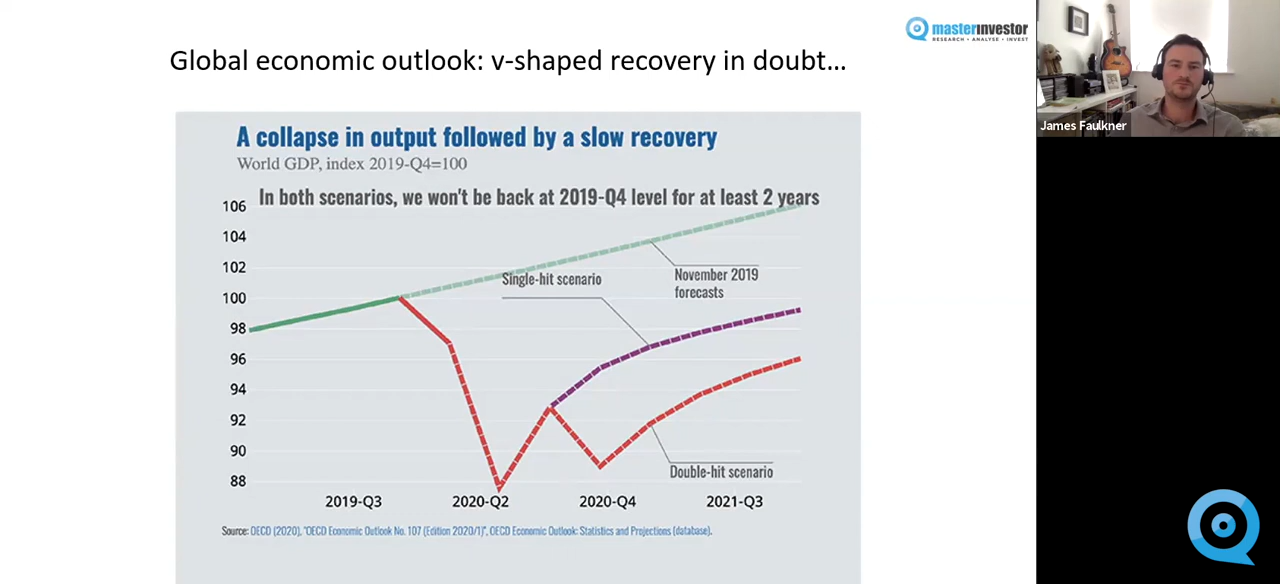 masterinvestor
RESEARCH • ANALYSE • INVEST
Global economic outlook: v-shaped recovery in doubt...
James Faulkner
A collapse in output followed by a slow recovery
World GDP, index 2019-Q4=100
In both scenarios, we won't be back at 2019-Q4 level for at least 2 years
106
104
102
100
98
96
94
92
90
88
Single-hit scenario
November 2019
forecasts
Double-hit scenario
2019-Q3 2020-Q2 2020-Q4 2021-Q3
Source: OECD (2020), "OECD Economic Outlook No. 107 (Edition 2020/1)", OECD Economic Outlook: Statistics and Projections (database).